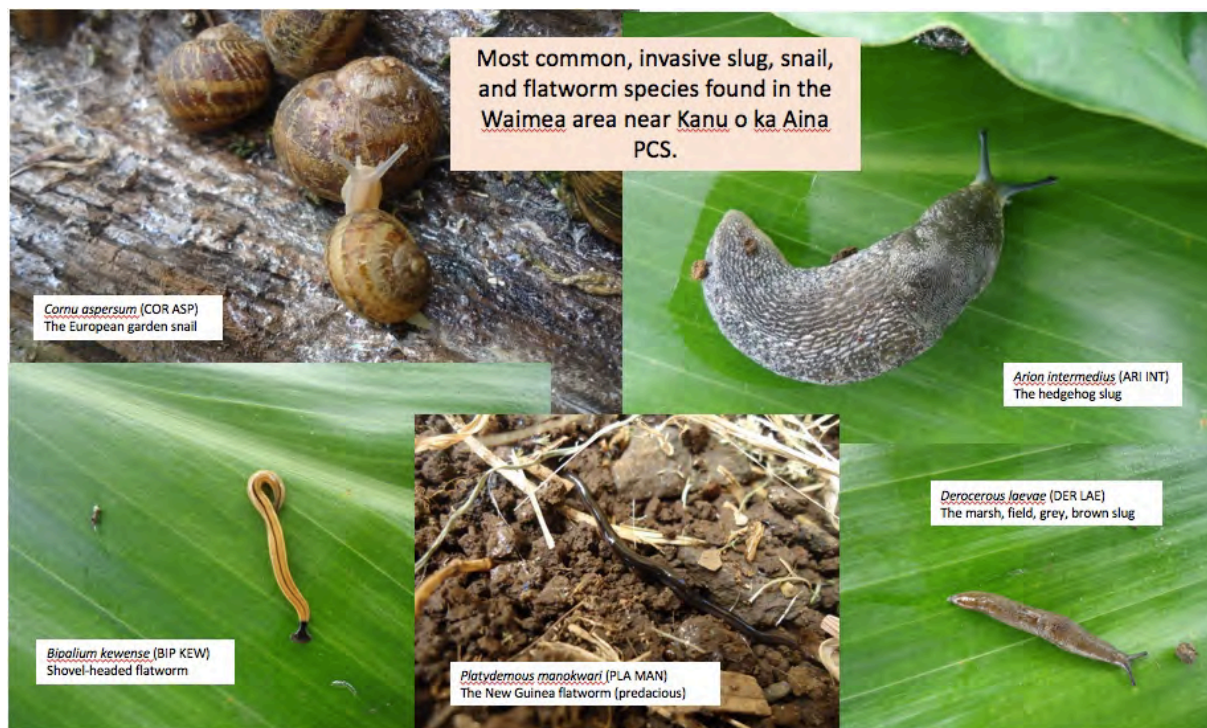 Most common, invasive slug, snail,
and flatworm species found in the
Waimea area near Kanu o ka Aina
PCS.
Cornu aspersum (COR ASP)
The European garden snail
Arion intermedius (ARI INT)
The hedgehog slug
Derocerous laevae (DER LAE)
The marsh, field, grey, brown slug
Bipalium kewense (BIP KEW)
Shovel-headed flatworm
Platydemous manokwari (PLA MAN)
The New Guinea flatworm (predacious)